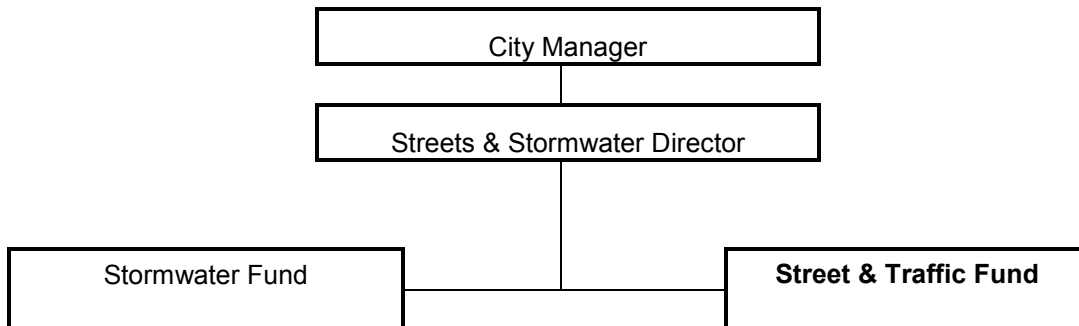 City Manager
Streets & Stormwater Director
Stormwater Fund
Street & Traffic Fund